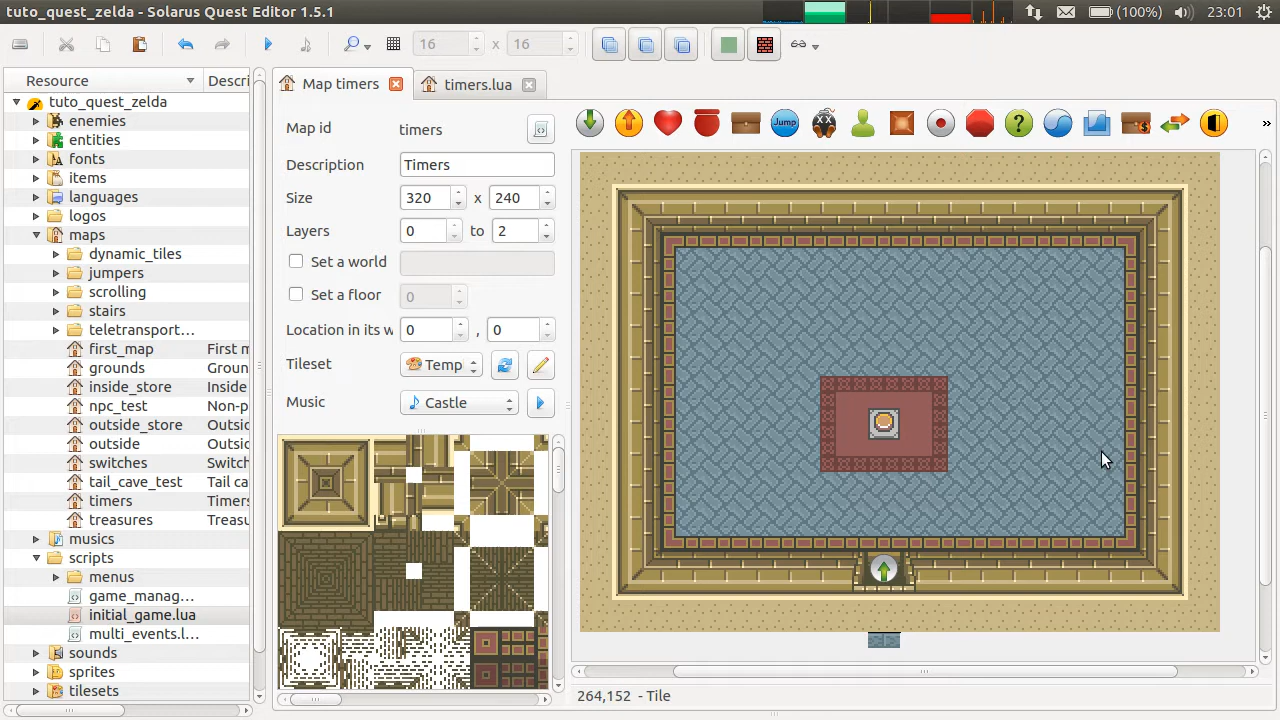 tuto_quest_zelda - Solarus Quest Editor 1.5.1
(100%) 23:01
16 x 16
Resource Descri
Map timers timers.lua
tuto_quest_zelda
enemies
entities
fonts
items
languages
logos
maps
dynamic_tiles
jumpers
scrolling
stairs
teletransport...
first_map First m
grounds Groun
inside_store Inside
npc_test Non-p
outside_store Outsid
outside Outsid
switches Switch
tail_cave_test Tail ca
timers Timers
treasures Treasu
musics
scripts
menus
game_manag...
initial_game.lua
multi_events.l...
sounds
sprites
tilesets
Map id timers
Description Timers
Size 320 x 240
Layers 0 to 2
Set a world
Set a floor 0
Location in its w 0 , 0
Tileset Temp
Music Castle
Jump
?
$
»
264,152 - Tile